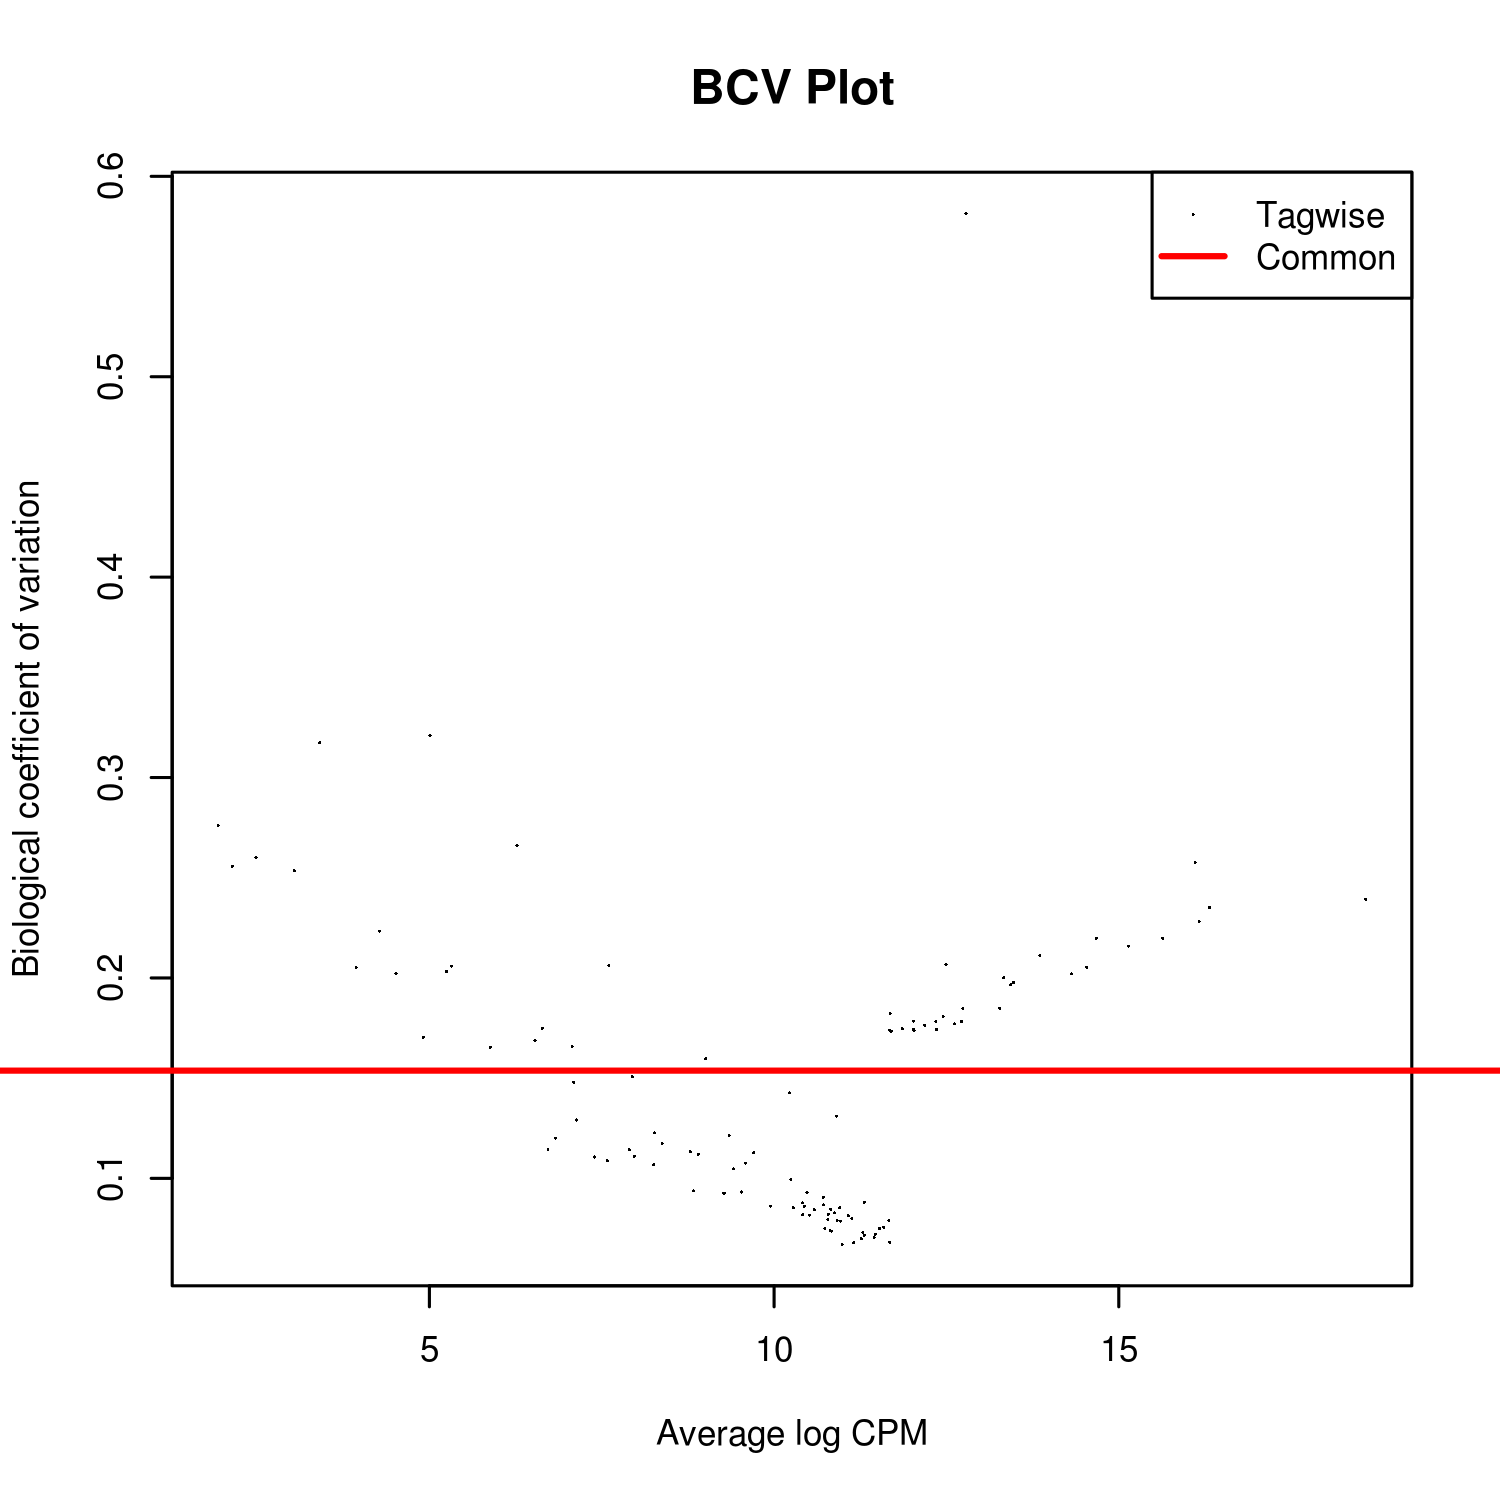 BCV Plot
Tagwise
Common
0.6
0.5
0.4
0.3
0.2
0.1
Biological coefficient of variation
5
10
15
Average log CPM